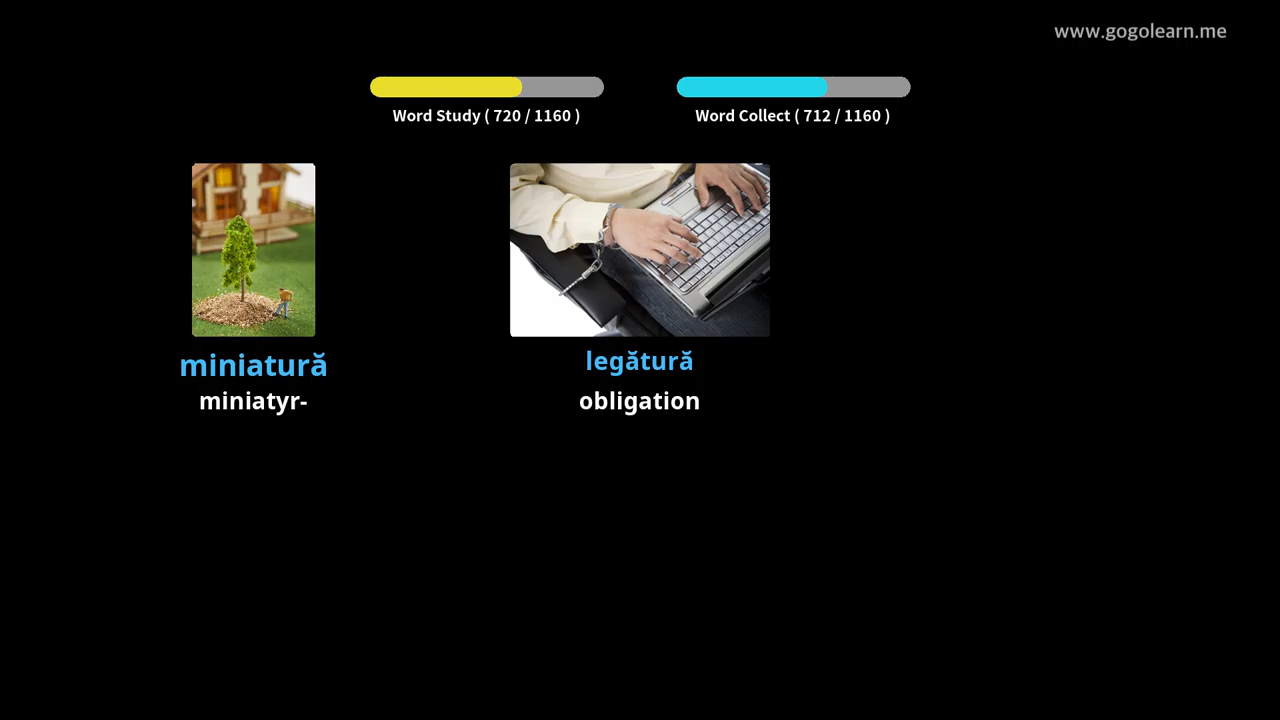 www.gogolearn.me
Word Study ( 720 / 1160 )
Word Collect ( 712 / 1160 )
miniatură
miniatyr-
legătură
obligation